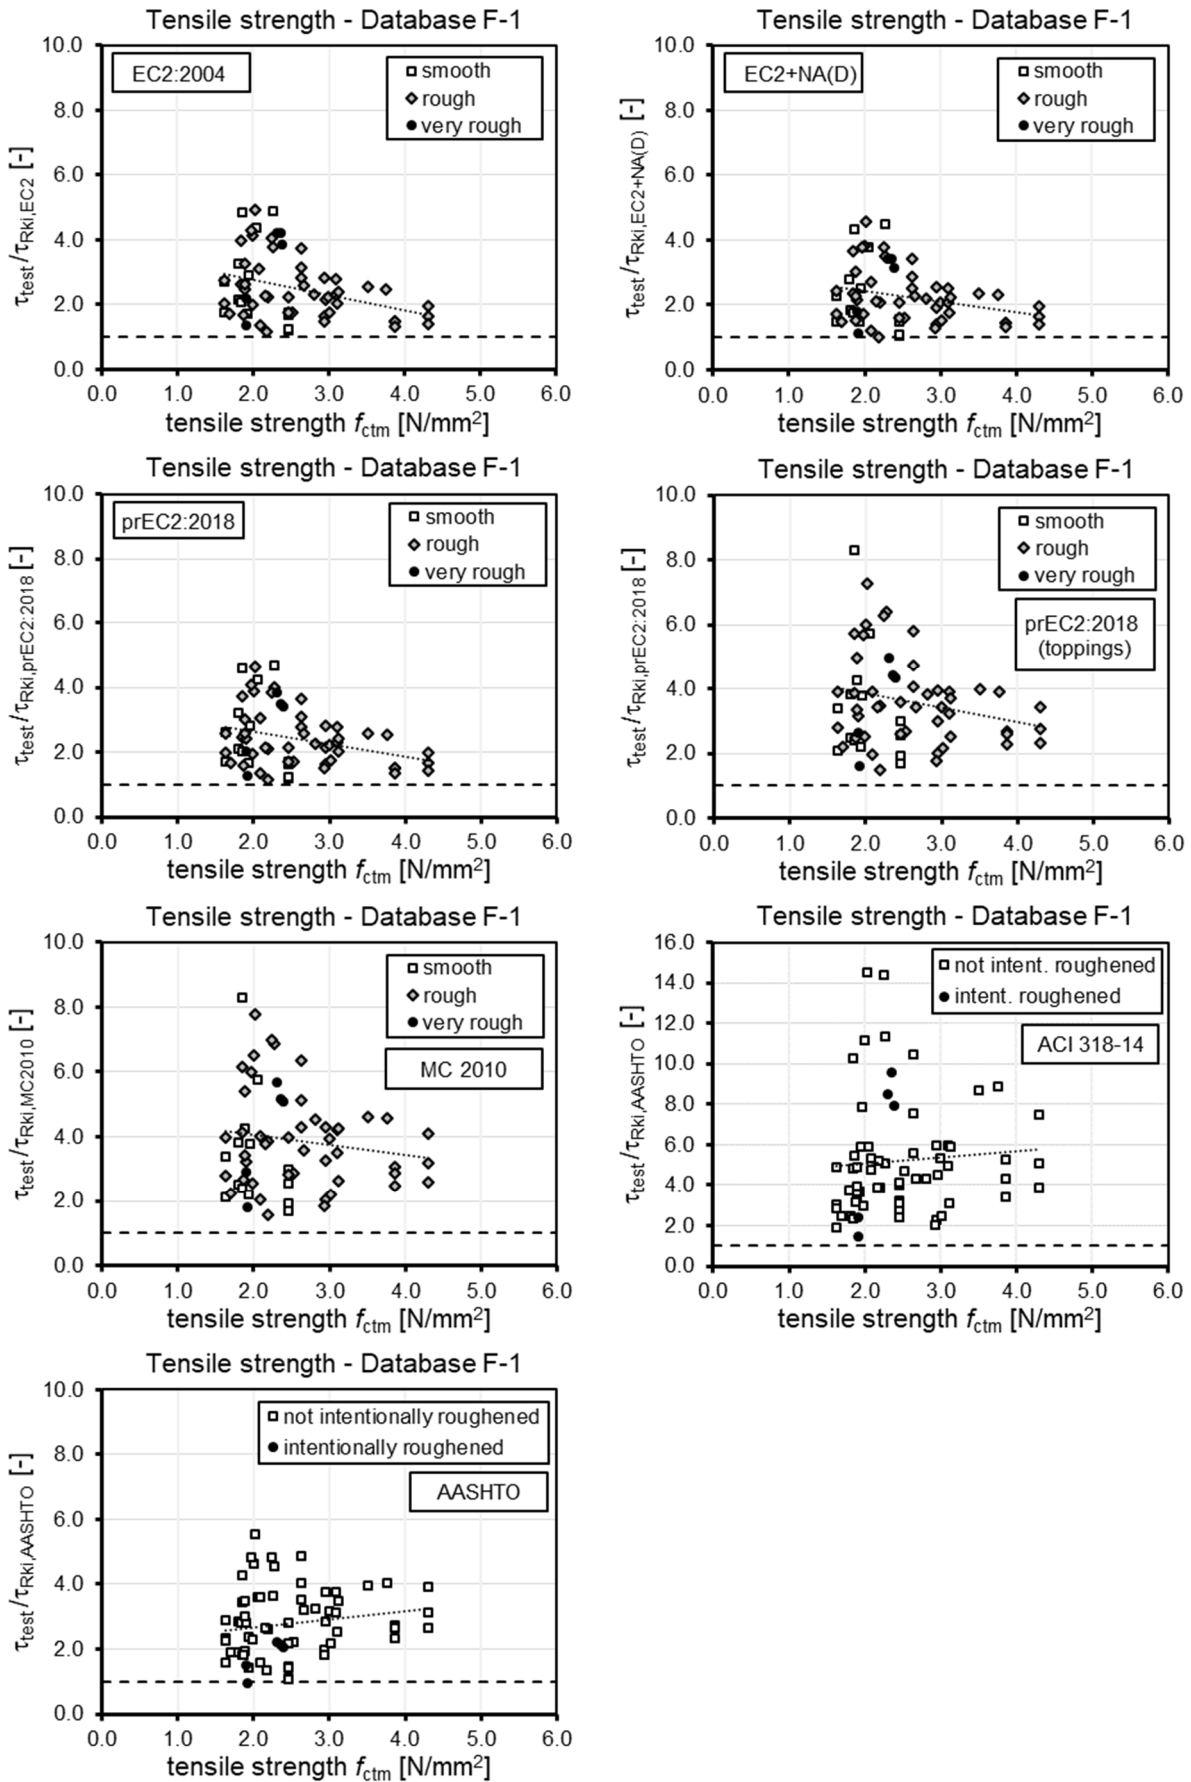 Tensile strength - Database F-1
EC2:2004
smooth
rough
very rough
τtest/τRki,EC2 [-]
10.0
8.0
6.0
4.0
2.0
0.0
0.0 1.0 2.0 3.0 4.0 5.0 6.0
tensile strength fctm [N/mm²]
Tensile strength - Database F-1
EC2+NA(D)
smooth
rough
very rough
τtest/τRki,EC2+NA(D) [-]
10.0
8.0
6.0
4.0
2.0
0.0
0.0 1.0 2.0 3.0 4.0 5.0 6.0
tensile strength fctm [N/mm²]
Tensile strength - Database F-1
prEC2:2018
smooth
rough
very rough
τtest/τRki,prEC2:2018 [-]
10.0
8.0
6.0
4.0
2.0
0.0
0.0 1.0 2.0 3.0 4.0 5.0 6.0
tensile strength fctm [N/mm²]
Tensile strength - Database F-1
smooth
rough
very rough
prEC2:2018
(toppings)
τtest/τRki,prEC2:2018 [-]
10.0
8.0
6.0
4.0
2.0
0.0
0.0 1.0 2.0 3.0 4.0 5.0 6.0
tensile strength fctm [N/mm²]
Tensile strength - Database F-1
smooth
rough
very rough
MC 2010
τtest/τRki,MC2010 [-]
10.0
8.0
6.0
4.0
2.0
0.0
0.0 1.0 2.0 3.0 4.0 5.0 6.0
tensile strength fctm [N/mm²]
Tensile strength - Database F-1
not intent. roughened
intent. roughened
ACI 318-14
τtest/τRki,AASHTO [-]
16.0
14.0
12.0
10.0
8.0
6.0
4.0
2.0
0.0
0.0 1.0 2.0 3.0 4.0 5.0 6.0
tensile strength fctm [N/mm²]
Tensile strength - Database F-1
not intentionally roughened
intentionally roughened
AASHTO
τtest/τRki,AASHTO [-]
10.0
8.0
6.0
4.0
2.0
0.0
0.0 1.0 2.0 3.0 4.0 5.0 6.0
tensile strength fctm [N/mm²]